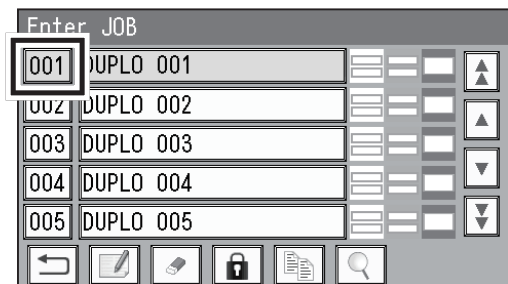 Enter JOB
001 DUPLO 001
002 DUPLO 002
003 DUPLO 003
004 DUPLO 004
005 DUPLO 005